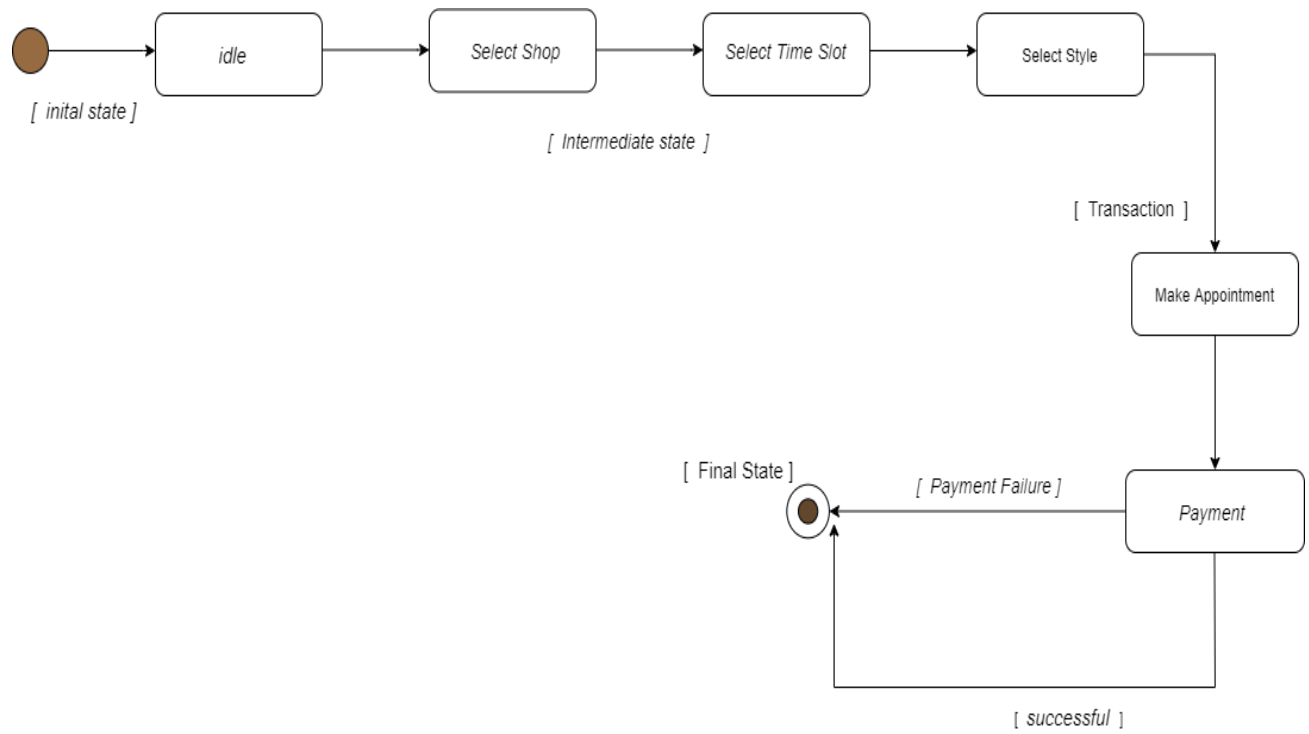 idle
Select Shop
Select Time Slot
Select Style
[ inital state ]
[ Intermediate state ]
[ Transaction ]
Make Appointment
[ Final State ]
[ Payment Failure ]
Payment
[ successful ]